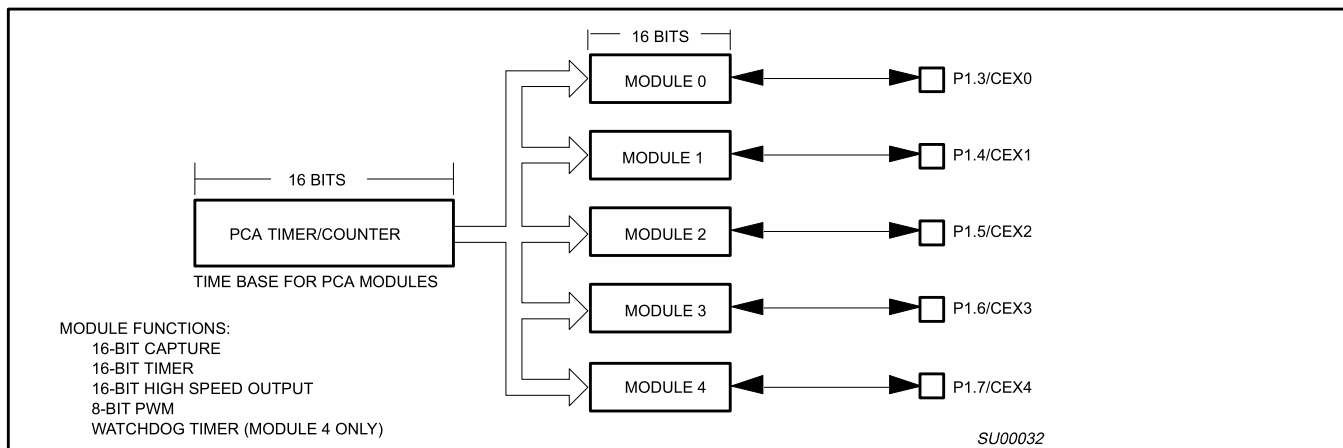 16 BITS
MODULE 0
P1.3/CEX0
MODULE 1
P1.4/CEX1
16 BITS
PCA TIMER/COUNTER
TIME BASE FOR PCA MODULES
MODULE 2
P1.5/CEX2
MODULE 3
P1.6/CEX3
MODULE 4
P1.7/CEX4
MODULE FUNCTIONS:
16-BIT CAPTURE
16-BIT TIMER
16-BIT HIGH SPEED OUTPUT
8-BIT PWM
WATCHDOG TIMER (MODULE 4 ONLY)
SU00032